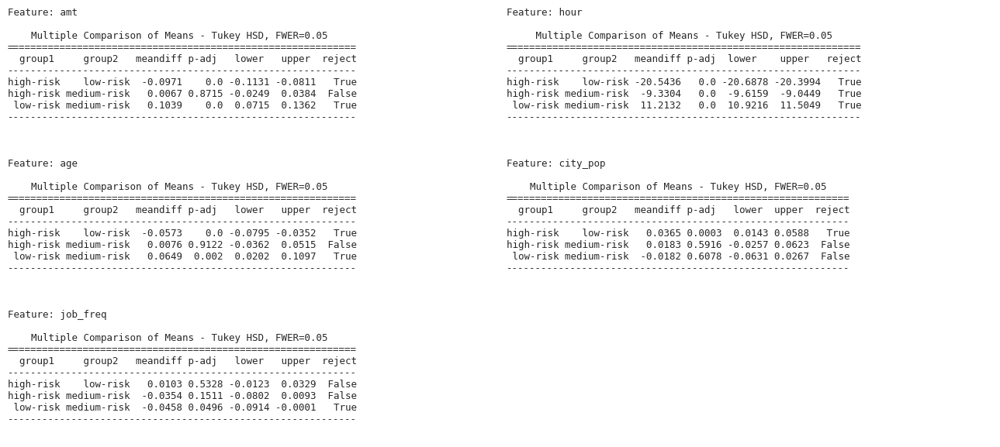 Feature: amt
Multiple Comparison of Means - Tukey HSD, FWER=0.05
============================================================
group1 group2 meandiff p-adj lower upper reject
------------------------------------------------------------
high-risk low-risk -0.0971 0.0 -0.1131 -0.0811 True
high-risk medium-risk 0.0067 0.8715 -0.0249 0.0384 False
low-risk medium-risk 0.1039 0.0 0.0715 0.1362 True
------------------------------------------------------------
Feature: hour
Multiple Comparison of Means - Tukey HSD, FWER=0.05
=============================================================
group1 group2 meandiff p-adj lower upper reject
-------------------------------------------------------------
high-risk low-risk -20.5436 0.0 -20.6878 -20.3994 True
high-risk medium-risk -9.3304 0.0 -9.6159 -9.0449 True
low-risk medium-risk 11.2132 0.0 10.9216 11.5049 True
-------------------------------------------------------------
Feature: age
Multiple Comparison of Means - Tukey HSD, FWER=0.05
============================================================
group1 group2 meandiff p-adj lower upper reject
------------------------------------------------------------
high-risk low-risk -0.0573 0.0 -0.0795 -0.0352 True
high-risk medium-risk 0.0076 0.9122 -0.0362 0.0515 False
low-risk medium-risk 0.0649 0.002 0.0202 0.1097 True
------------------------------------------------------------
Feature: city_pop
Multiple Comparison of Means - Tukey HSD, FWER=0.05
===========================================================
group1 group2 meandiff p-adj lower upper reject
-----------------------------------------------------------
high-risk low-risk 0.0365 0.0003 0.0143 0.0588 True
high-risk medium-risk 0.0183 0.5916 -0.0257 0.0623 False
low-risk medium-risk -0.0182 0.6078 -0.0631 0.0267 False
-----------------------------------------------------------
Feature: job_freq
Multiple Comparison of Means - Tukey HSD, FWER=0.05
============================================================
group1 group2 meandiff p-adj lower upper reject
------------------------------------------------------------
high-risk low-risk 0.0103 0.5328 -0.0123 0.0329 False
high-risk medium-risk -0.0354 0.1511 -0.0802 0.0093 False
low-risk medium-risk -0.0458 0.0496 -0.0914 -0.0001 True
------------------------------------------------------------